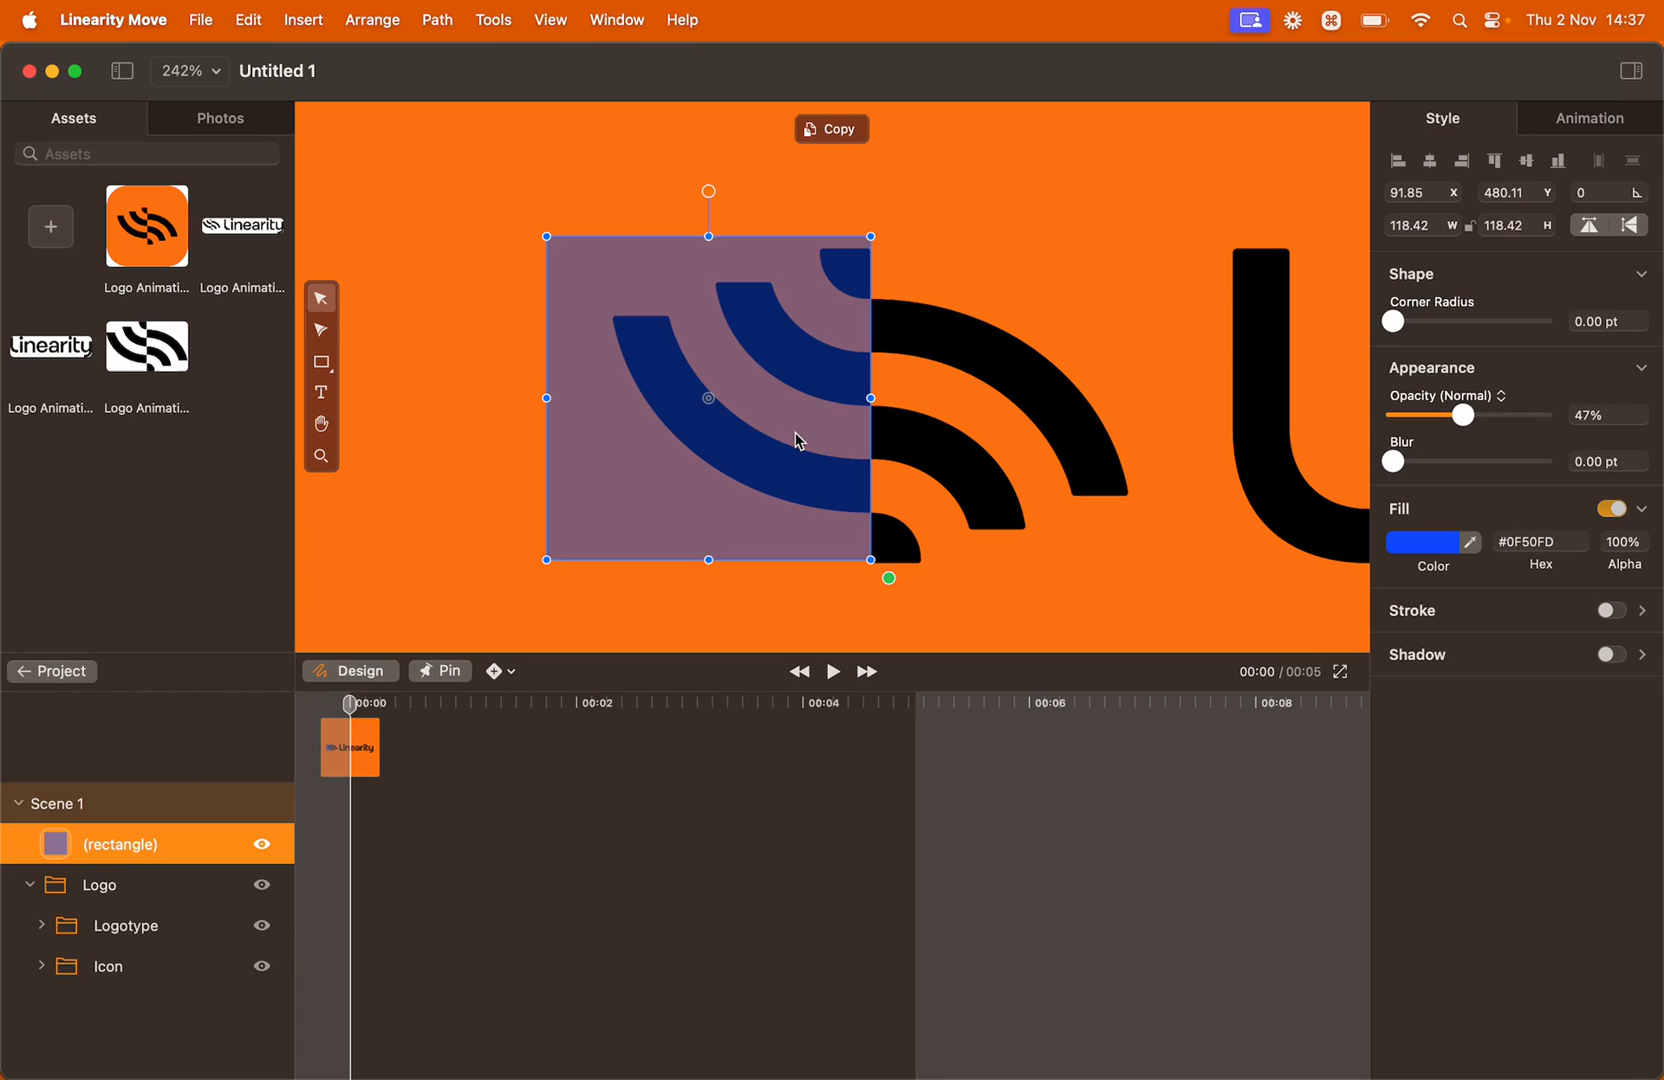 Linearity Move File Edit Insert Arrange Path Tools View Window Help Thu 2 Nov 14:37
242% Untitled 1
Assets Photos
Assets
Linearity
Logo Animati... Logo Animati...
Linearity
Logo Animati... Logo Animati...
Copy
T
Style Animation
91.85 X 480.11 Y 0
118.42 W 118.42 H
Shape
Corner Radius
0.00 pt
Appearance
Opacity (Normal)
47%
Blur
0.00 pt
Fill
#0F50FD 100%
Color Hex Alpha
Stroke
Shadow
← Project Design Pin 00:00 / 00:05
00:00 00:02 00:04 00:06 00:08
Linearity
Scene 1
(rectangle)
Logo
Logotype
Icon